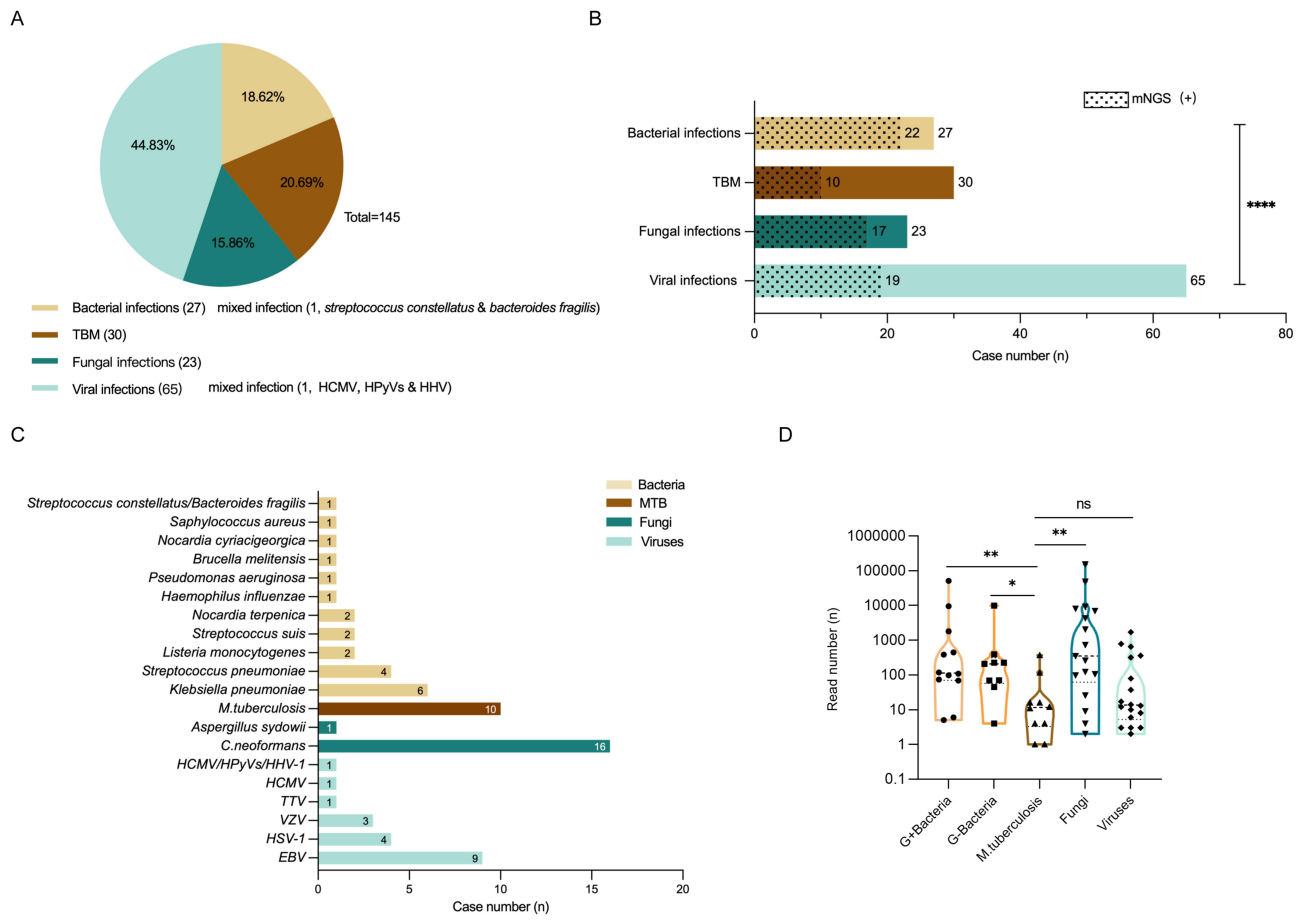 A
18.62%
44.83%
20.69%
15.86%
Total=145
Bacterial infections (27) mixed infection (1, streptococcus constellatus & bacteroides fragilis)
TBM (30)
Fungal infections (23)
Viral infections (65) mixed infection (1, HCMV, HPyVs & HHV)
B
mNGS (+)
Bacterial infections 22 27
TBM 10 30
Fungal infections 17 23
Viral infections 19 65
****
0 20 40 60 80
Case number (n)
C
Bacteria
MTB
Fungi
Viruses
Streptococcus constellatus/Bacteroides fragilis 1
Saphylococcus aureus 1
Nocardia cyriacigeorgica 1
Brucella melitensis 1
Pseudomonas aeruginosa 1
Haemophilus influenzae 1
Nocardia terpenica 2
Streptococcus suis 2
Listeria monocytogenes 2
Streptococcus pneumoniae 4
Klebsiella pneumoniae 6
M.tuberculosis 10
Aspergillus sydowii 1
C.neoformans 16
HCMV/HPyVs/HHV-1 1
HCMV 1
TTV 1
VZV 3
HSV-1 4
EBV 9
0 5 10 15 20
Case number (n)
D
ns
**
**
*
Read number (n)
1000000
100000
10000
1000
100
10
1
0.1
G+Bacteria
G-Bacteria
M.tuberculosis
Fungi
Viruses